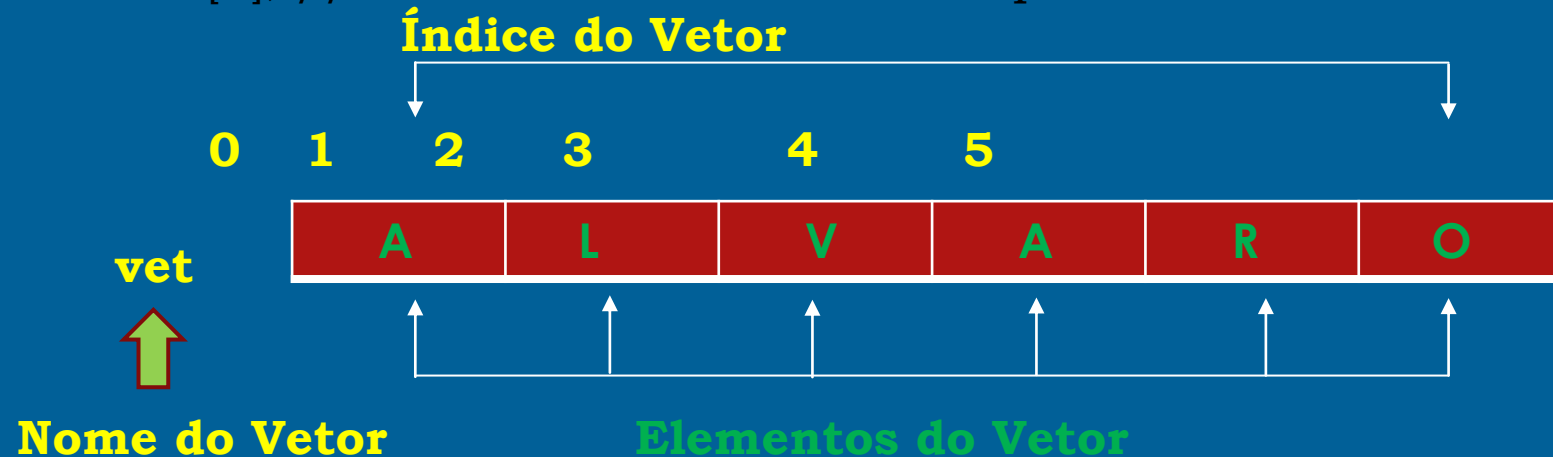 Índice do Vetor
0 1 2 3 4 5
A L V A R O
vet
Nome do Vetor
Elementos do Vetor